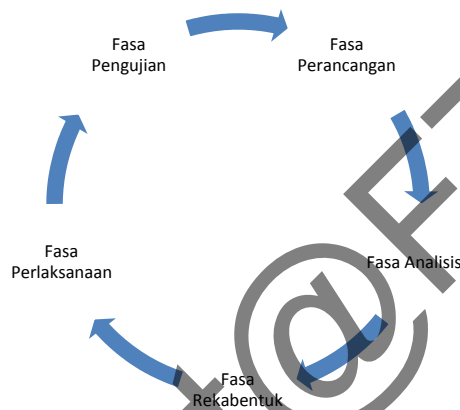 Fasa
Pengujian
Fasa
Perancangan
Fasa Analisis
Fasa
Rekabentuk
Fasa
Perlaksanaan
@F